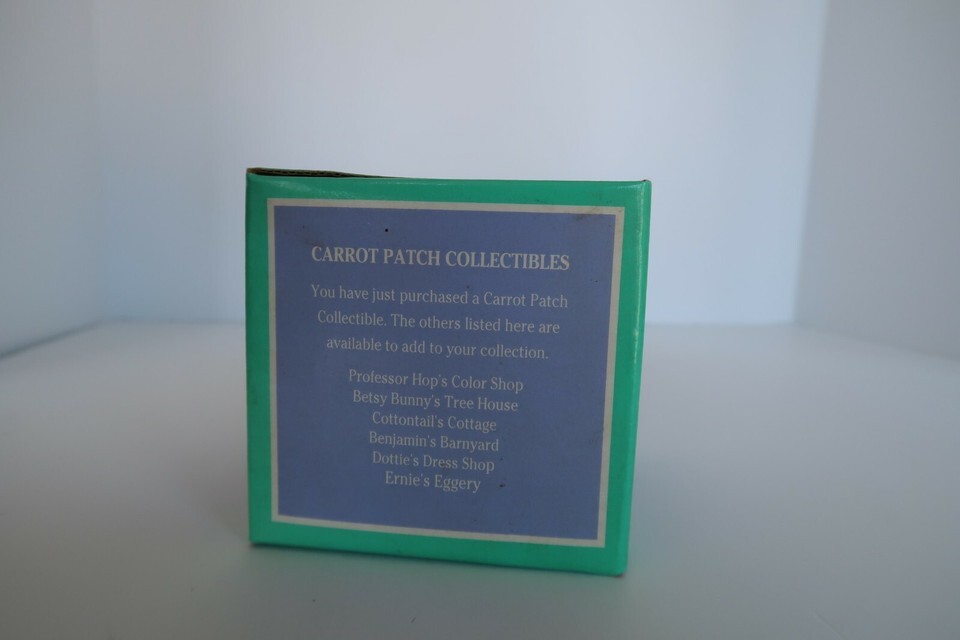 CARROT PATCH COLLECTIBLES
You have just purchased a Carrot Patch
Collectible. The others listed here are
available to add to your collection.
Professor Hop's Color Shop
Betsy Bunny's Tree House
Cottontail's Cottage
Benjamin's Barnyard
Dottie's Dress Shop
Ernie's Eggery